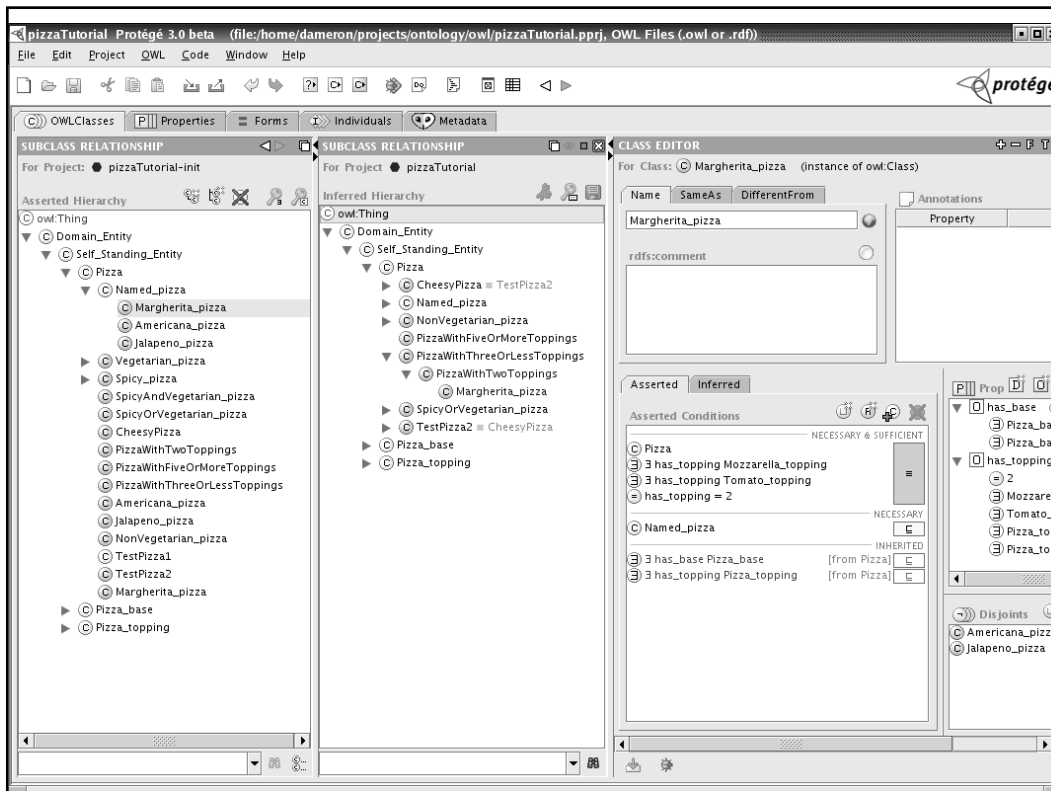 pizzaTutorial Protégé 3.0 beta (file:/home/dameron/projects/ontology/owl/pizzaTutorial.pprj, OWL Files (.owl or .rdf))
File Edit Project OWL Code Window Help
protégé
OWLClasses Properties Forms Individuals Metadata
SUBCLASS RELATIONSHIP
For Project: pizzaTutorial-init
Asserted Hierarchy
owl:Thing
Domain_Entity
Self_Standing_Entity
Pizza
Named_pizza
Margherita_pizza
Americana_pizza
Jalapeno_pizza
Vegetarian_pizza
Spicy_pizza
SpicyAndVegetarian_pizza
SpicyOrVegetarian_pizza
CheesyPizza
PizzaWithTwoToppings
PizzaWithFiveOrMoreToppings
PizzaWithThreeOrLessToppings
Americana_pizza
Jalapeno_pizza
NonVegetarian_pizza
TestPizza1
TestPizza2
Margherita_pizza
Pizza_base
Pizza_topping
SUBCLASS RELATIONSHIP
For Project pizzaTutorial
Inferred Hierarchy
owl:Thing
Domain_Entity
Self_Standing_Entity
Pizza
CheesyPizza ≡ TestPizza2
Named_pizza
NonVegetarian_pizza
PizzaWithFiveOrMoreToppings
PizzaWithThreeOrLessToppings
PizzaWithTwoToppings
Margherita_pizza
SpicyOrVegetarian_pizza
TestPizza2 ≡ CheesyPizza
Pizza_base
Pizza_topping
CLASS EDITOR
For Class: Margherita_pizza (instance of owl:Class)
Name SameAs DifferentFrom
Margherita_pizza
rdfs:comment
Annotations
Property
Asserted Inferred
Asserted Conditions
NECESSARY & SUFFICIENT
Pizza
∃ has_topping Mozzarella_topping
∃ has_topping Tomato_topping
has_topping = 2
NECESSARY
Named_pizza
INHERITED
∃ has_base Pizza_base [from Pizza]
∃ has_topping Pizza_topping [from Pizza]
Prop
has_base
Pizza_ba
Pizza_ba
has_topping
2
Mozzare
Tomato_
Pizza_to
Pizza_to
Disjoints
Americana_pizz
Jalapeno_pizza